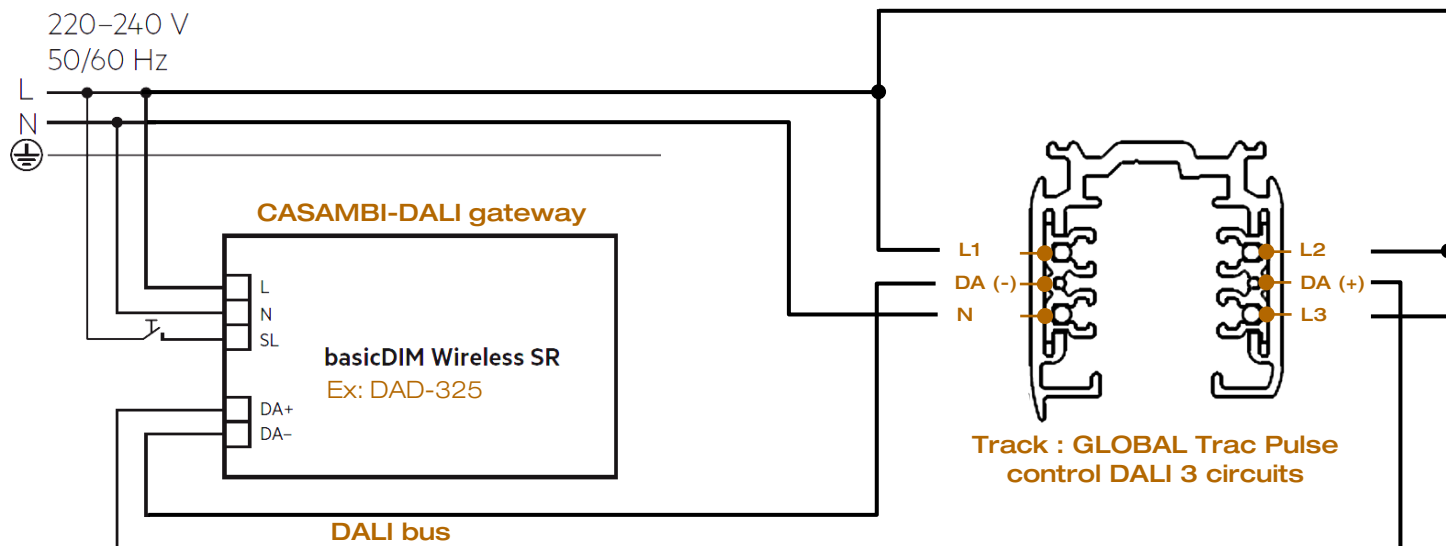 220–240 V
50/60 Hz
L
N
CASAMBI-DALI gateway
L
N
SL
basicDIM Wireless SR
Ex: DAD-325
DA+
DA–
DALI bus
L1
DA (-)
N
L2
DA (+)
L3
Track : GLOBAL Trac Pulse
control DALI 3 circuits